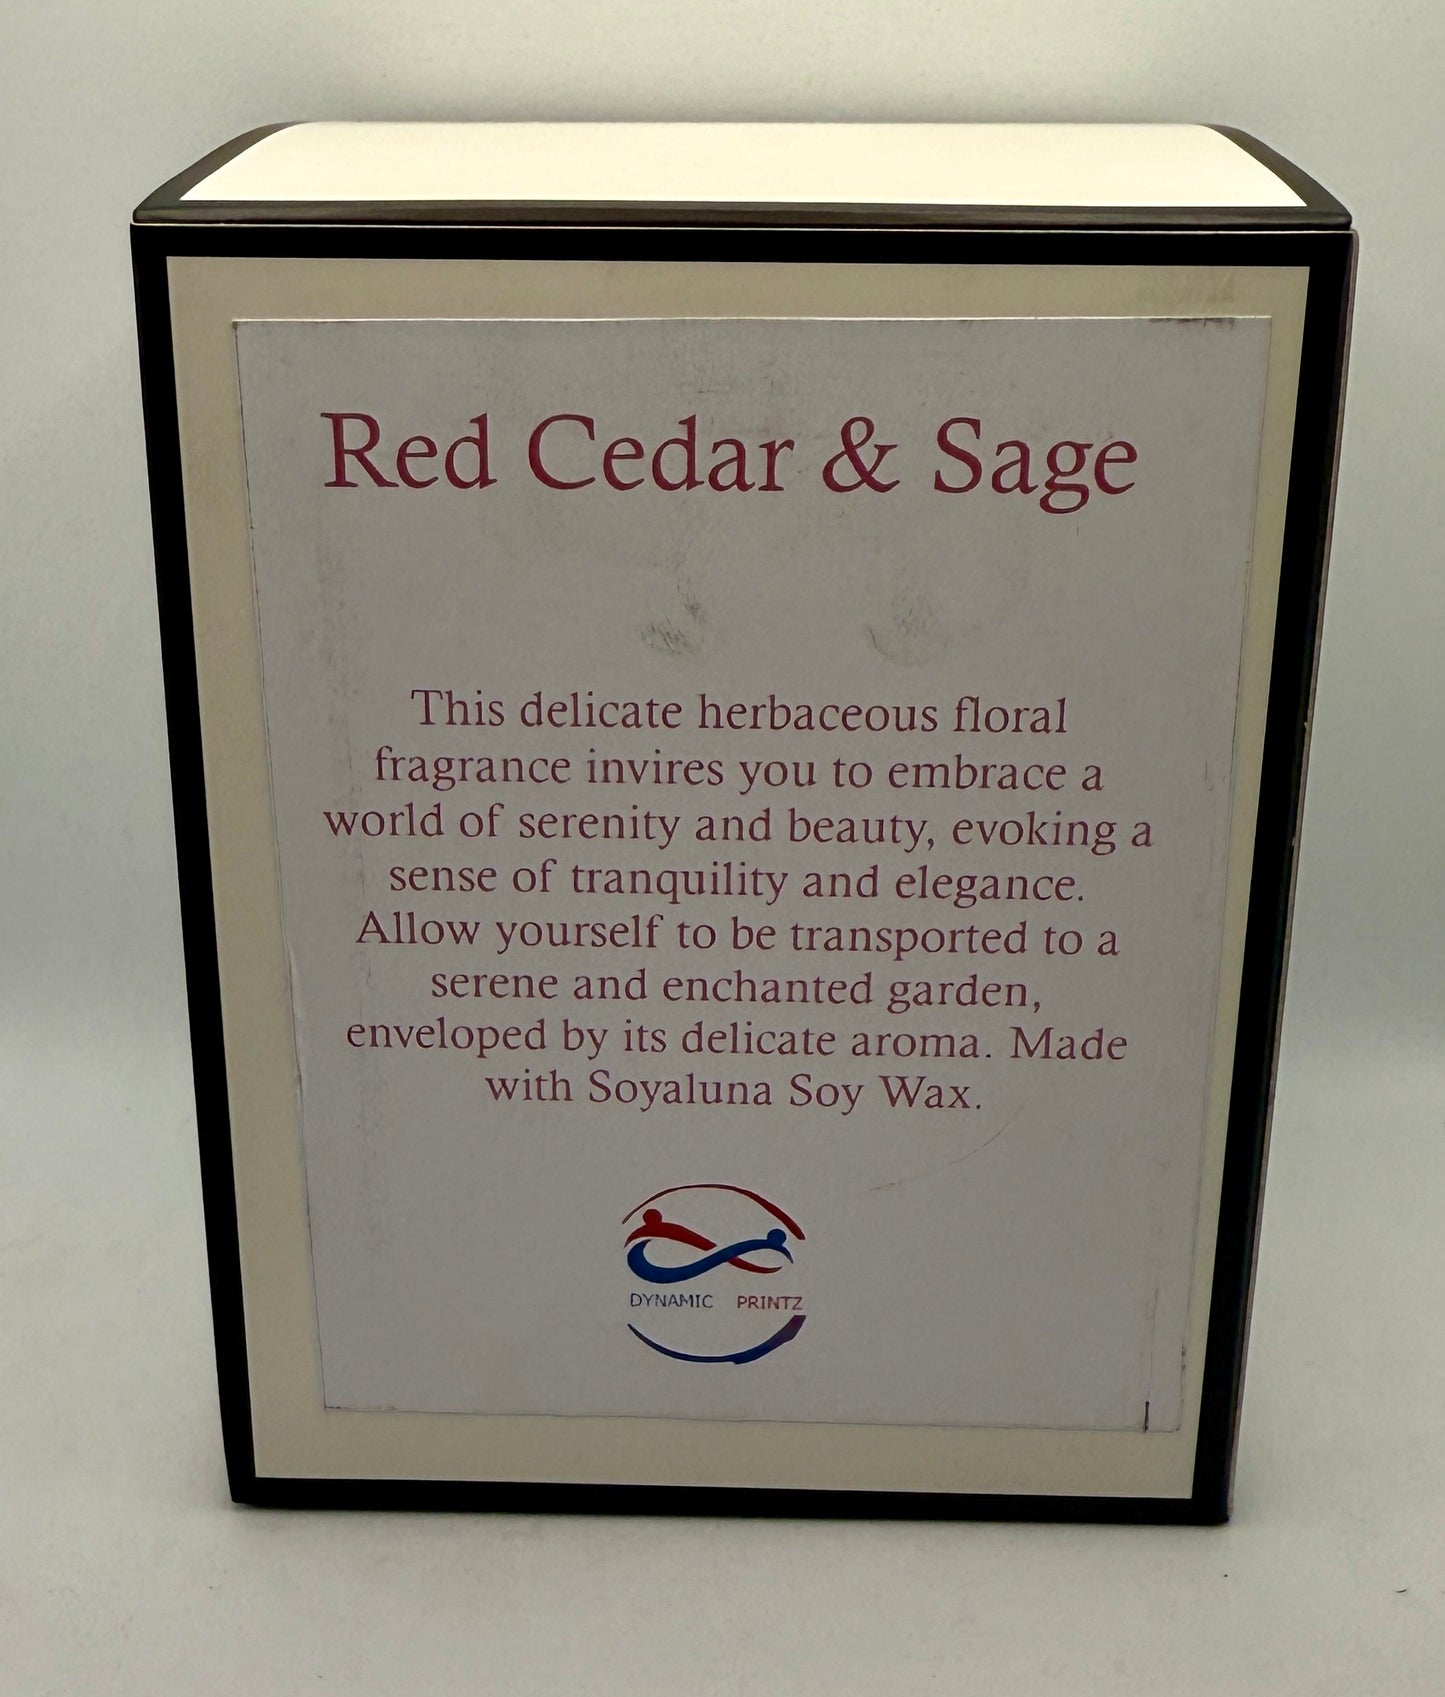 Red Cedar & Sage
This delicate herbaceous floral
fragrance invires you to embrace a
world of serenity and beauty, evoking a
sense of tranquility and elegance.
Allow yourself to be transported to a
serene and enchanted garden,
enveloped by its delicate aroma. Made
with Soyaluna Soy Wax.
DYNAMIC PRINTZ